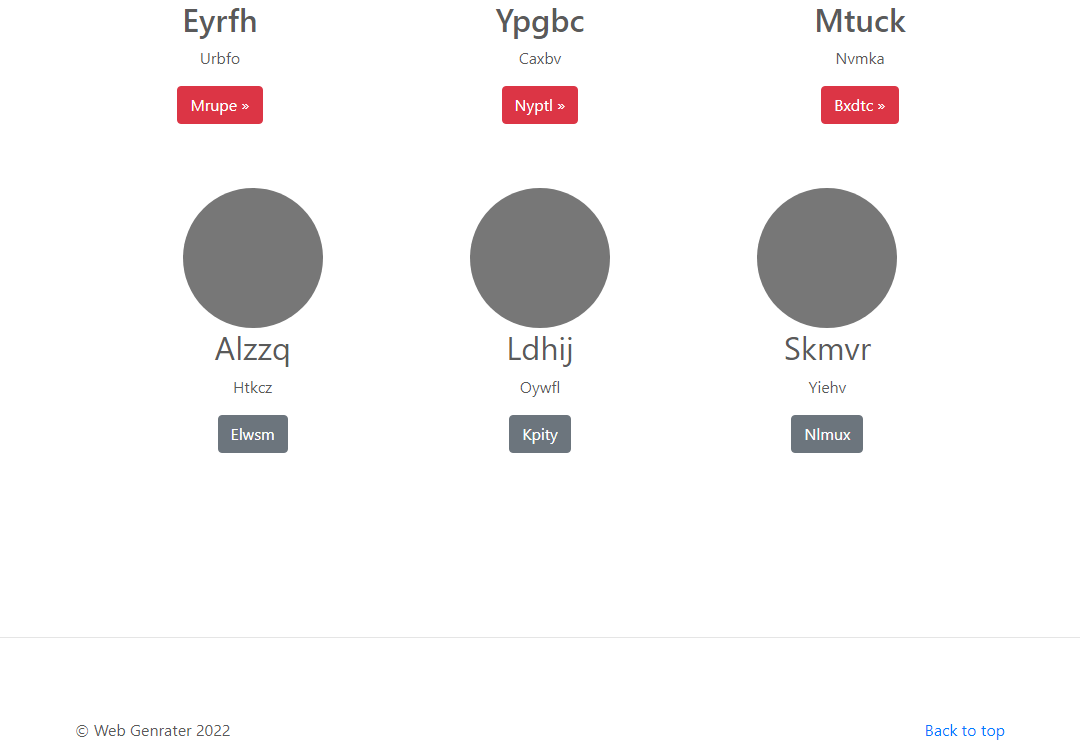 Eyrfh
Urbfo
Mrupe »
Ypgbc
Caxbv
Nyptl »
Mtuck
Nvmka
Bxdtc »
Alzzq
Htkcz
Elwsm
Ldhij
Oywfl
Kpity
Skmvr
Yiehv
Nlmux
© Web Genrater 2022
Back to top